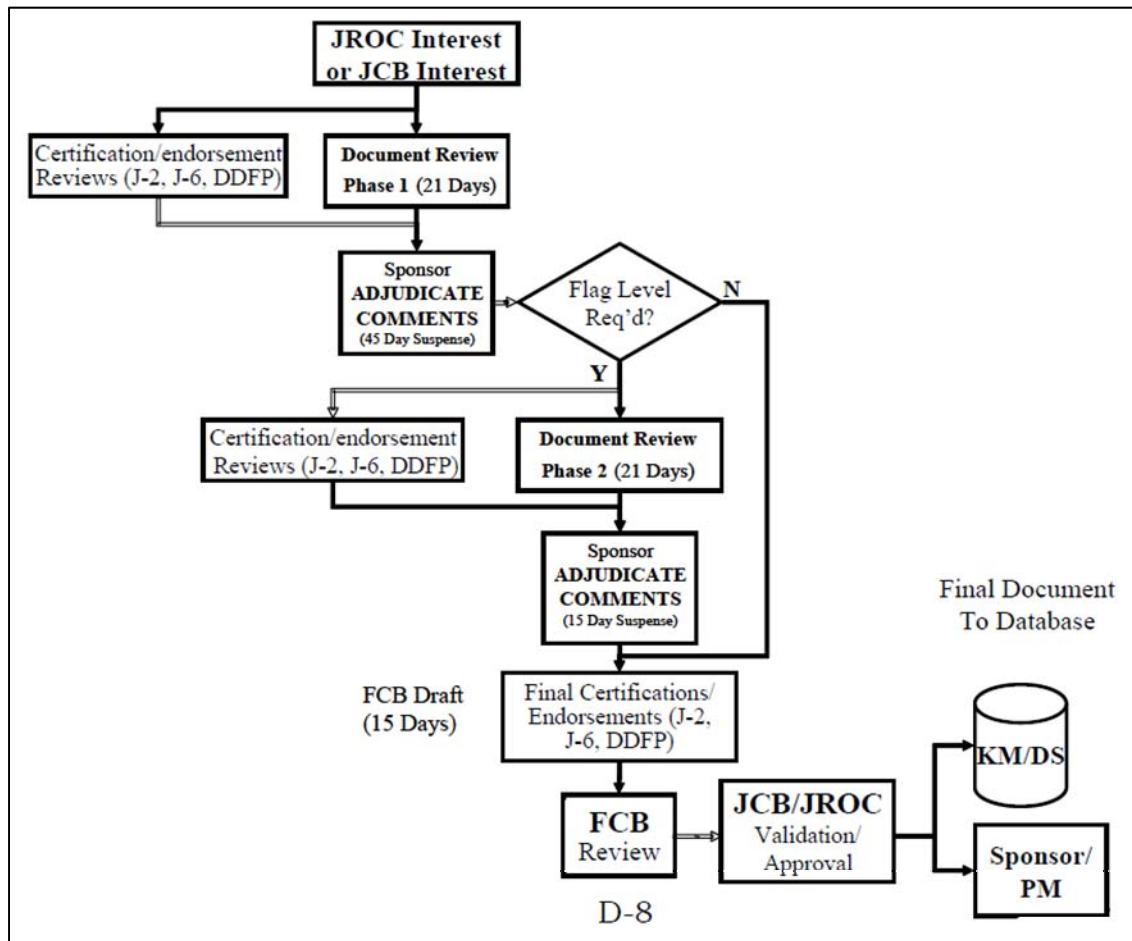 JROC Interest
or JCB Interest
Certification/endorsement
Reviews (J-2, J-6, DDFP)
Document Review
Phase 1 (21 Days)
Sponsor
ADJUDICATE
COMMENTS
(45 Day Suspense)
Flag Level
Req'd?
N
Y
Certification/endorsement
Reviews (J-2, J-6, DDFP)
Document Review
Phase 2 (21 Days)
Sponsor
ADJUDICATE
COMMENTS
(15 Day Suspense)
Final Document
To Database
FCB Draft
(15 Days)
Final Certifications/
Endorsements (J-2,
J-6, DDFP)
KM/DS
FCB
Review
JCB/JROC
Validation/
Approval
Sponsor/
PM
D-8